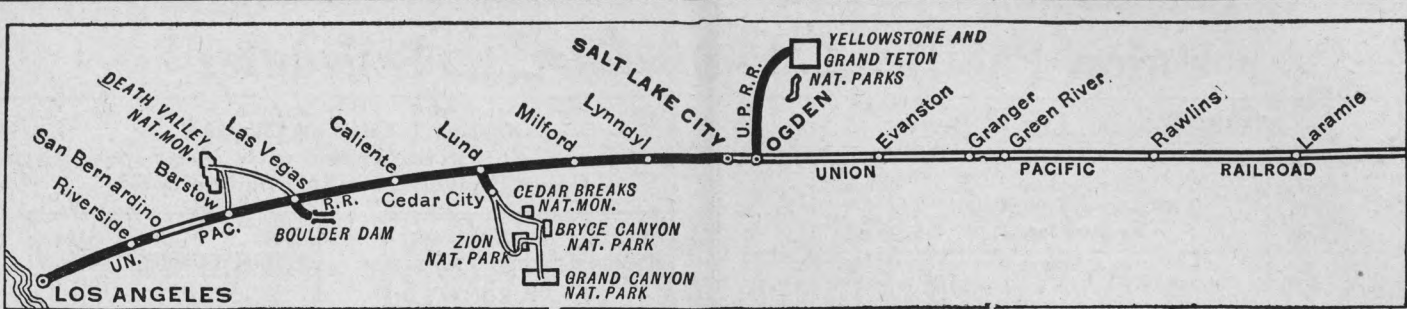 DEATH VALLEY
NAT. MON.
San Bernardino
Riverside
Barstow
Las Vegas
Caliente
Lund
Milford
Lynndyl
SALT LAKE CITY
U. P. R. R.
OGDEN
YELLOWSTONE AND
GRAND TETON
NAT. PARKS
Evanston
Granger
Green River
Rawlins
Laramie
UNION
PACIFIC
RAILROAD
UN.
PAC.
R.R.
BOULDER DAM
Cedar City
CEDAR BREAKS
NAT. MON.
BRYCE CANYON
NAT. PARK
ZION
NAT. PARK
GRAND CANYON
NAT. PARK
LOS ANGELES